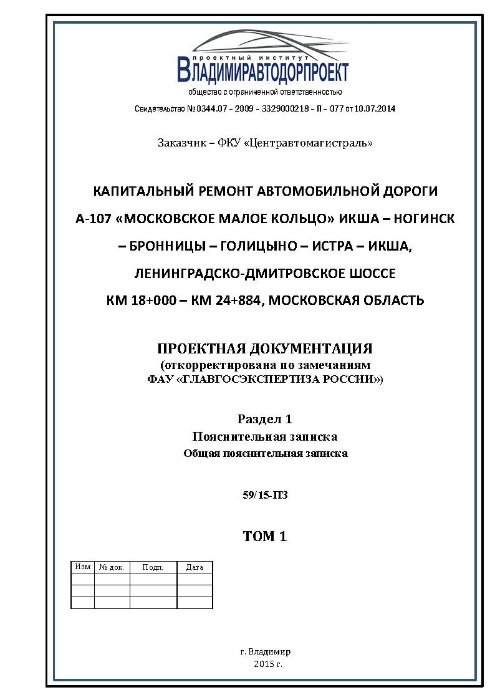 проектный институт
ВЛАДИМИРАВТОДОРПРОЕКТ
общество с ограниченной ответственностью
Свидетельство № 0344.07 – 2009 – 3329000218 – П – 077 от 10.07.2014
Заказчик – ФКУ «Центравтомагистраль»
КАПИТАЛЬНЫЙ РЕМОНТ АВТОМОБИЛЬНОЙ ДОРОГИ
А-107 «МОСКОВСКОЕ МАЛОЕ КОЛЬЦО» ИКША – НОГИНСК
– БРОННИЦЫ – ГОЛИЦЫНО – ИСТРА – ИКША,
ЛЕНИНГРАДСКО-ДМИТРОВСКОЕ ШОССЕ
КМ 18+000 – КМ 24+884, МОСКОВСКАЯ ОБЛАСТЬ
ПРОЕКТНАЯ ДОКУМЕНТАЦИЯ
(откорректирована по замечаниям
ФАУ «ГЛАВГОСЭКСПЕРТИЗА РОССИИ»)
Раздел 1
Пояснительная записка
Общая пояснительная записка
59/15-ПЗ
ТОМ 1
Изм № док. Подп. Дата
г. Владимир
2015 г.